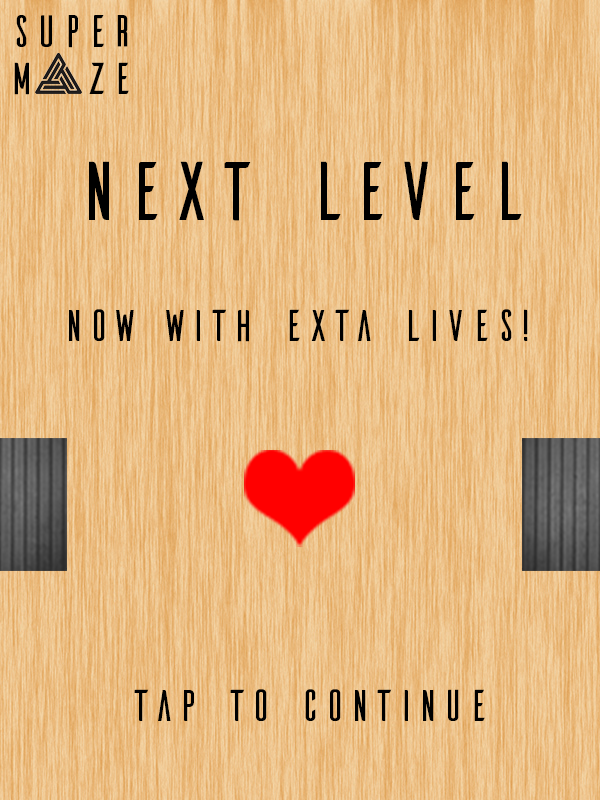 SUPER
MAZE
NEXT LEVEL
NOW WITH EXTA LIVES!
TAP TO CONTINUE